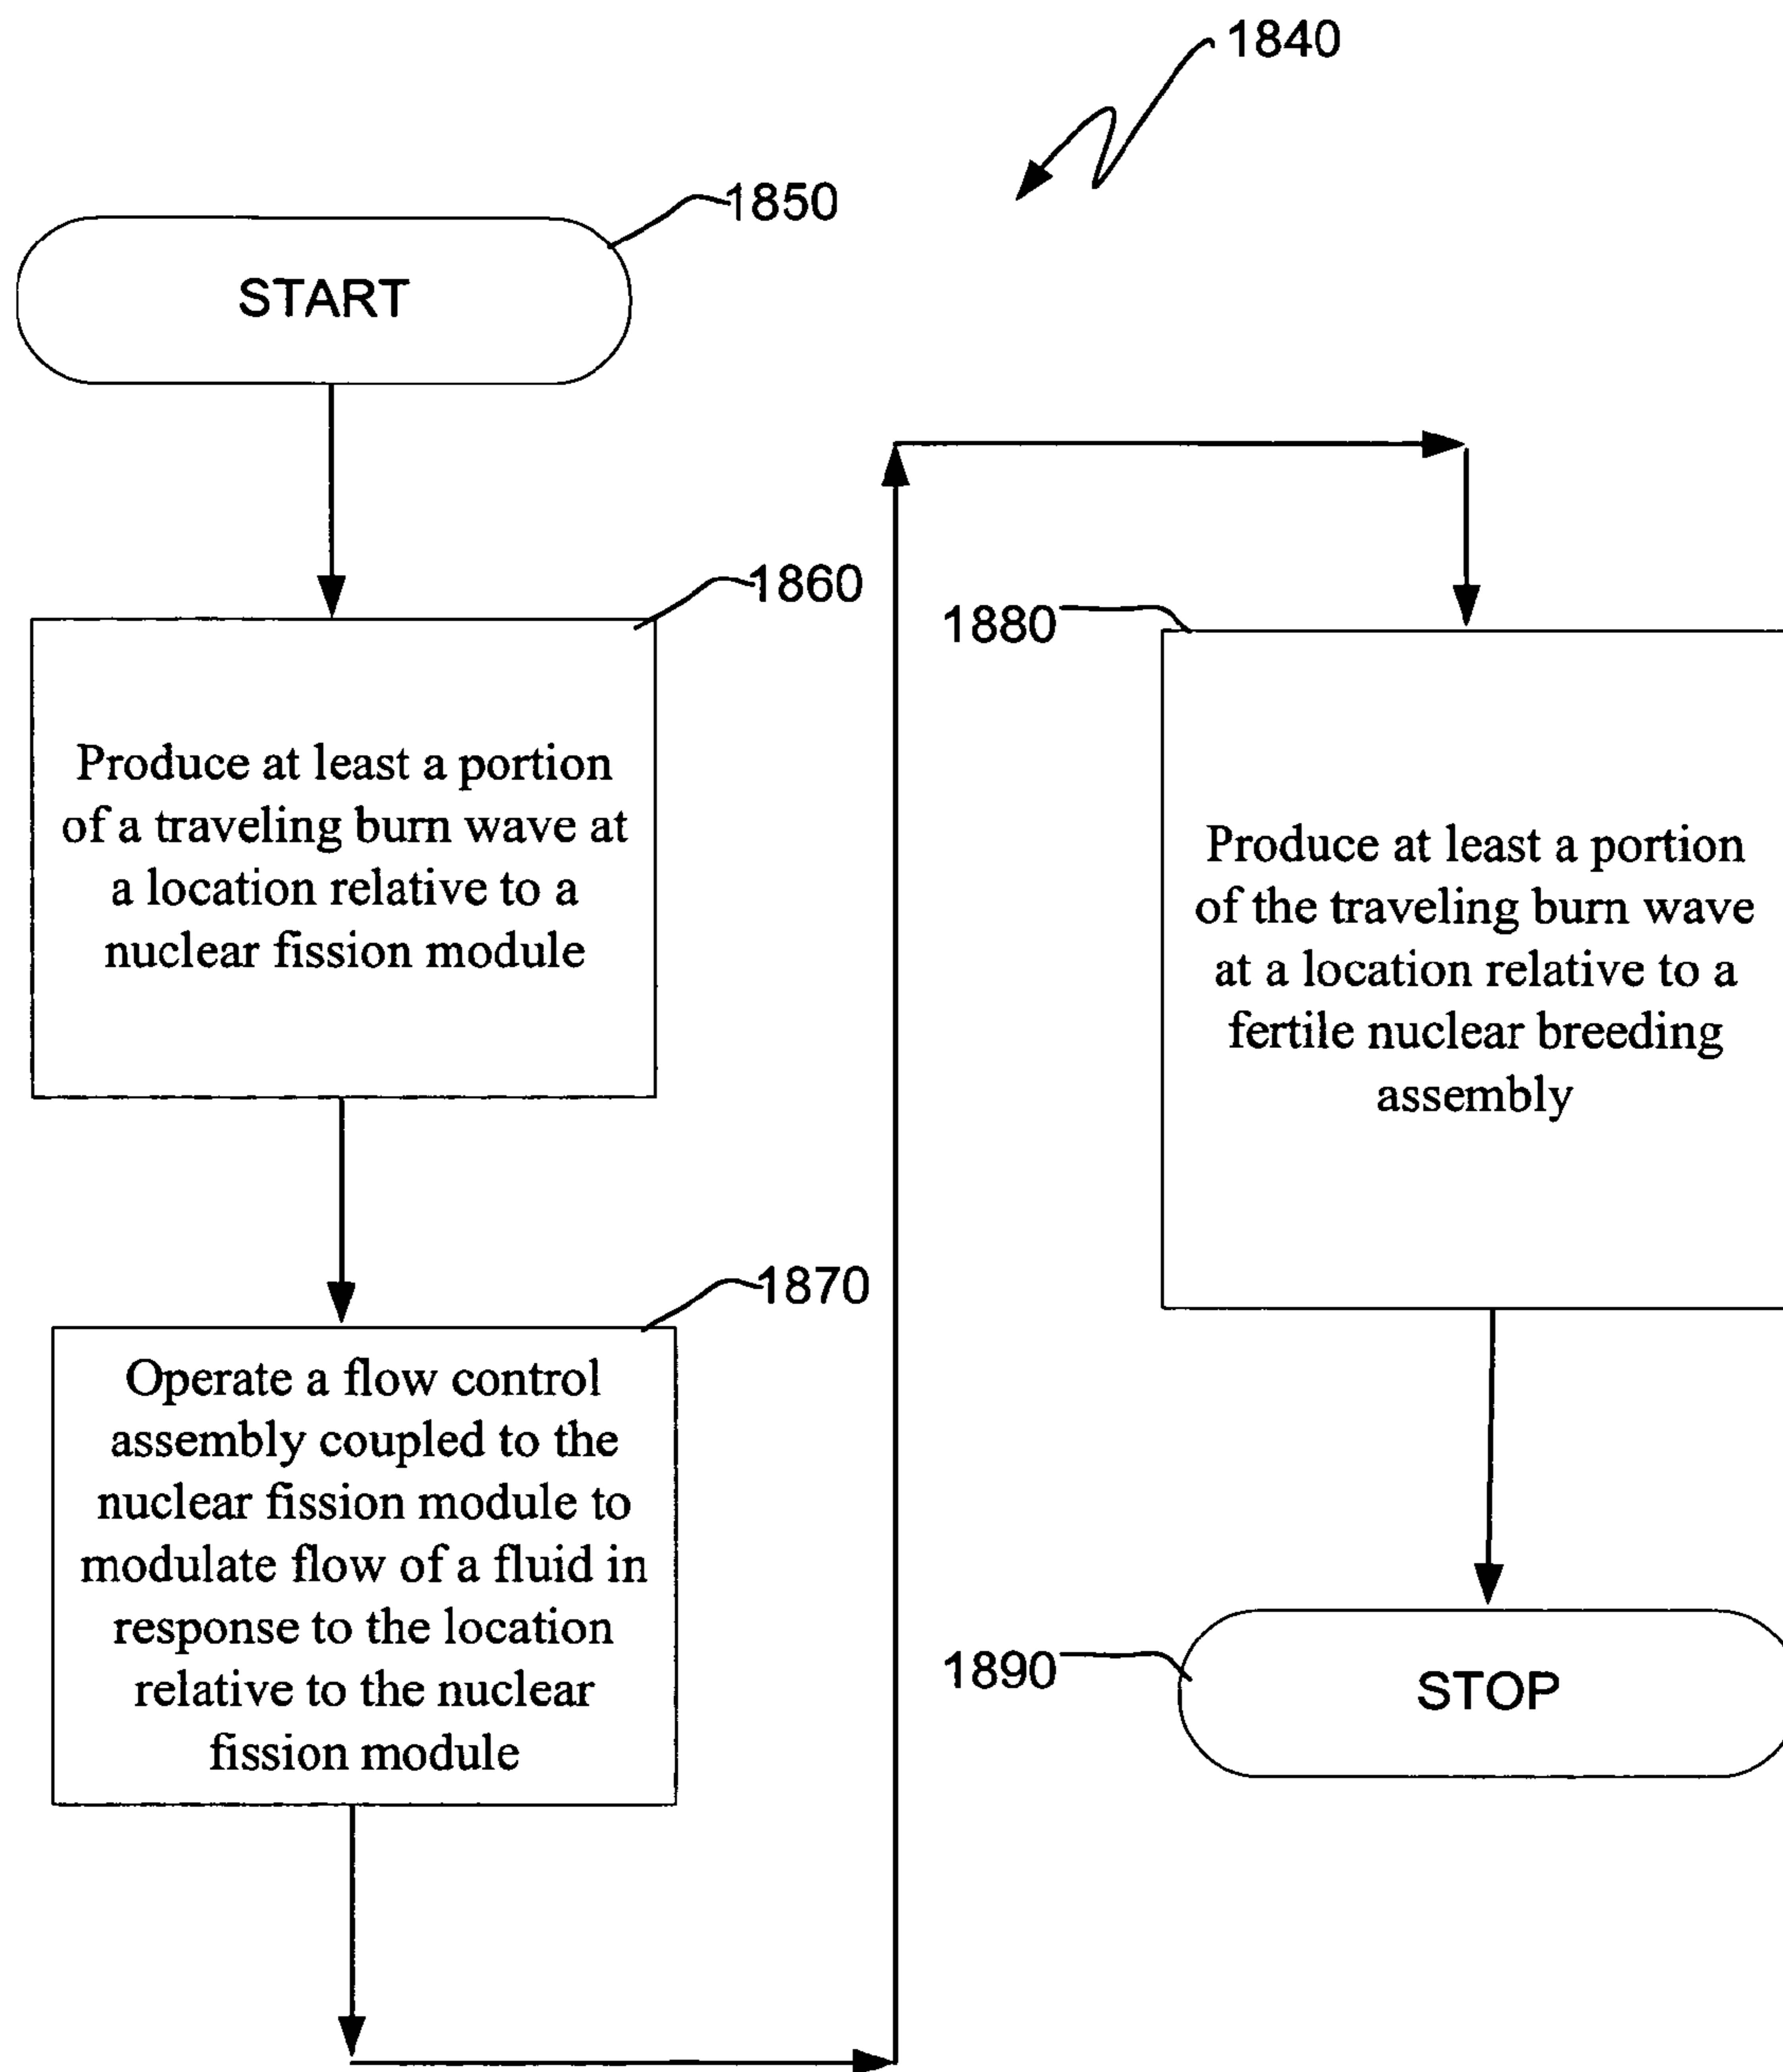 1840
1850
START
1860
Produce at least a portion
of a traveling burn wave at
a location relative to a
nuclear fission module
1870
Operate a flow control
assembly coupled to the
nuclear fission module to
modulate flow of a fluid in
response to the location
relative to the nuclear
fission module
1880
Produce at least a portion
of the traveling burn wave
at a location relative to a
fertile nuclear breeding
assembly
1890
STOP